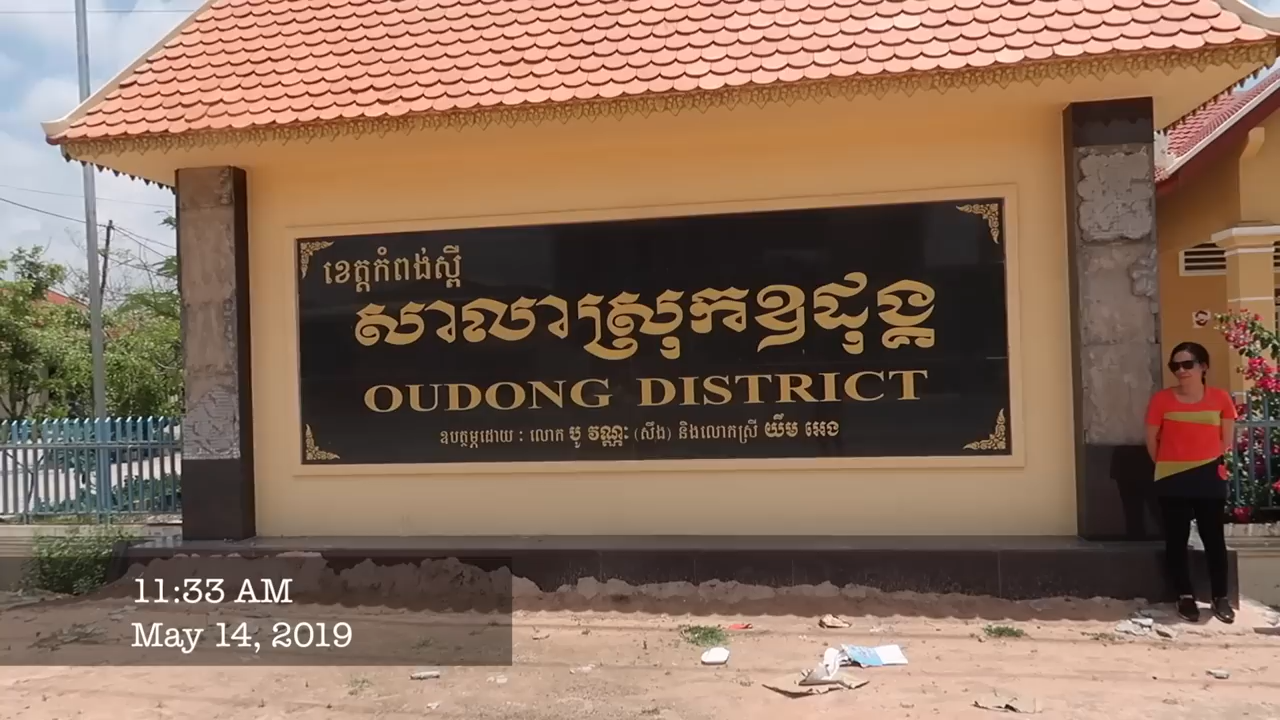 ខេត្តកំពង់ស្ពឺ
សាលាស្រុកឧដុង្គ
OUDONG DISTRICT
ឧបត្ថម្ភដោយ : លោក បូ វណ្ណៈ (សឹង) និងលោកស្រី យឹម អេង
11:33 AM
May 14, 2019